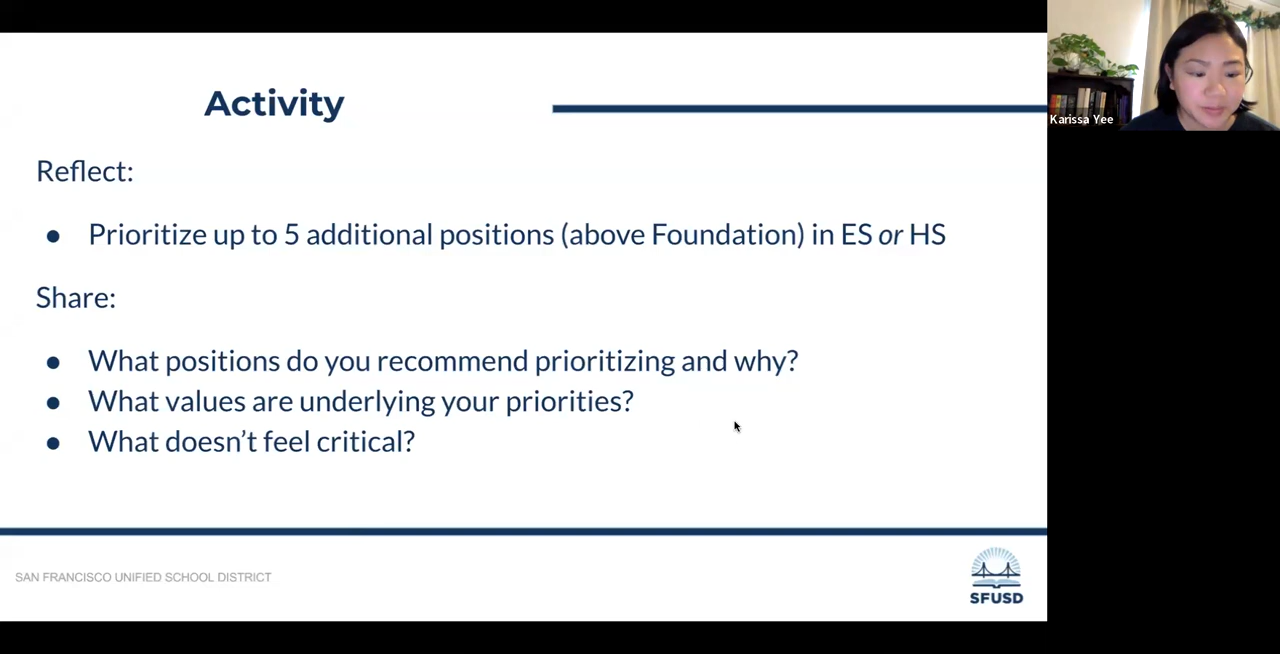 Activity
Reflect:
● Prioritize up to 5 additional positions (above Foundation) in ES or HS
Share:
● What positions do you recommend prioritizing and why?
● What values are underlying your priorities?
● What doesn’t feel critical?
SAN FRANCISCO UNIFIED SCHOOL DISTRICT
SFUSD
Karissa Yee